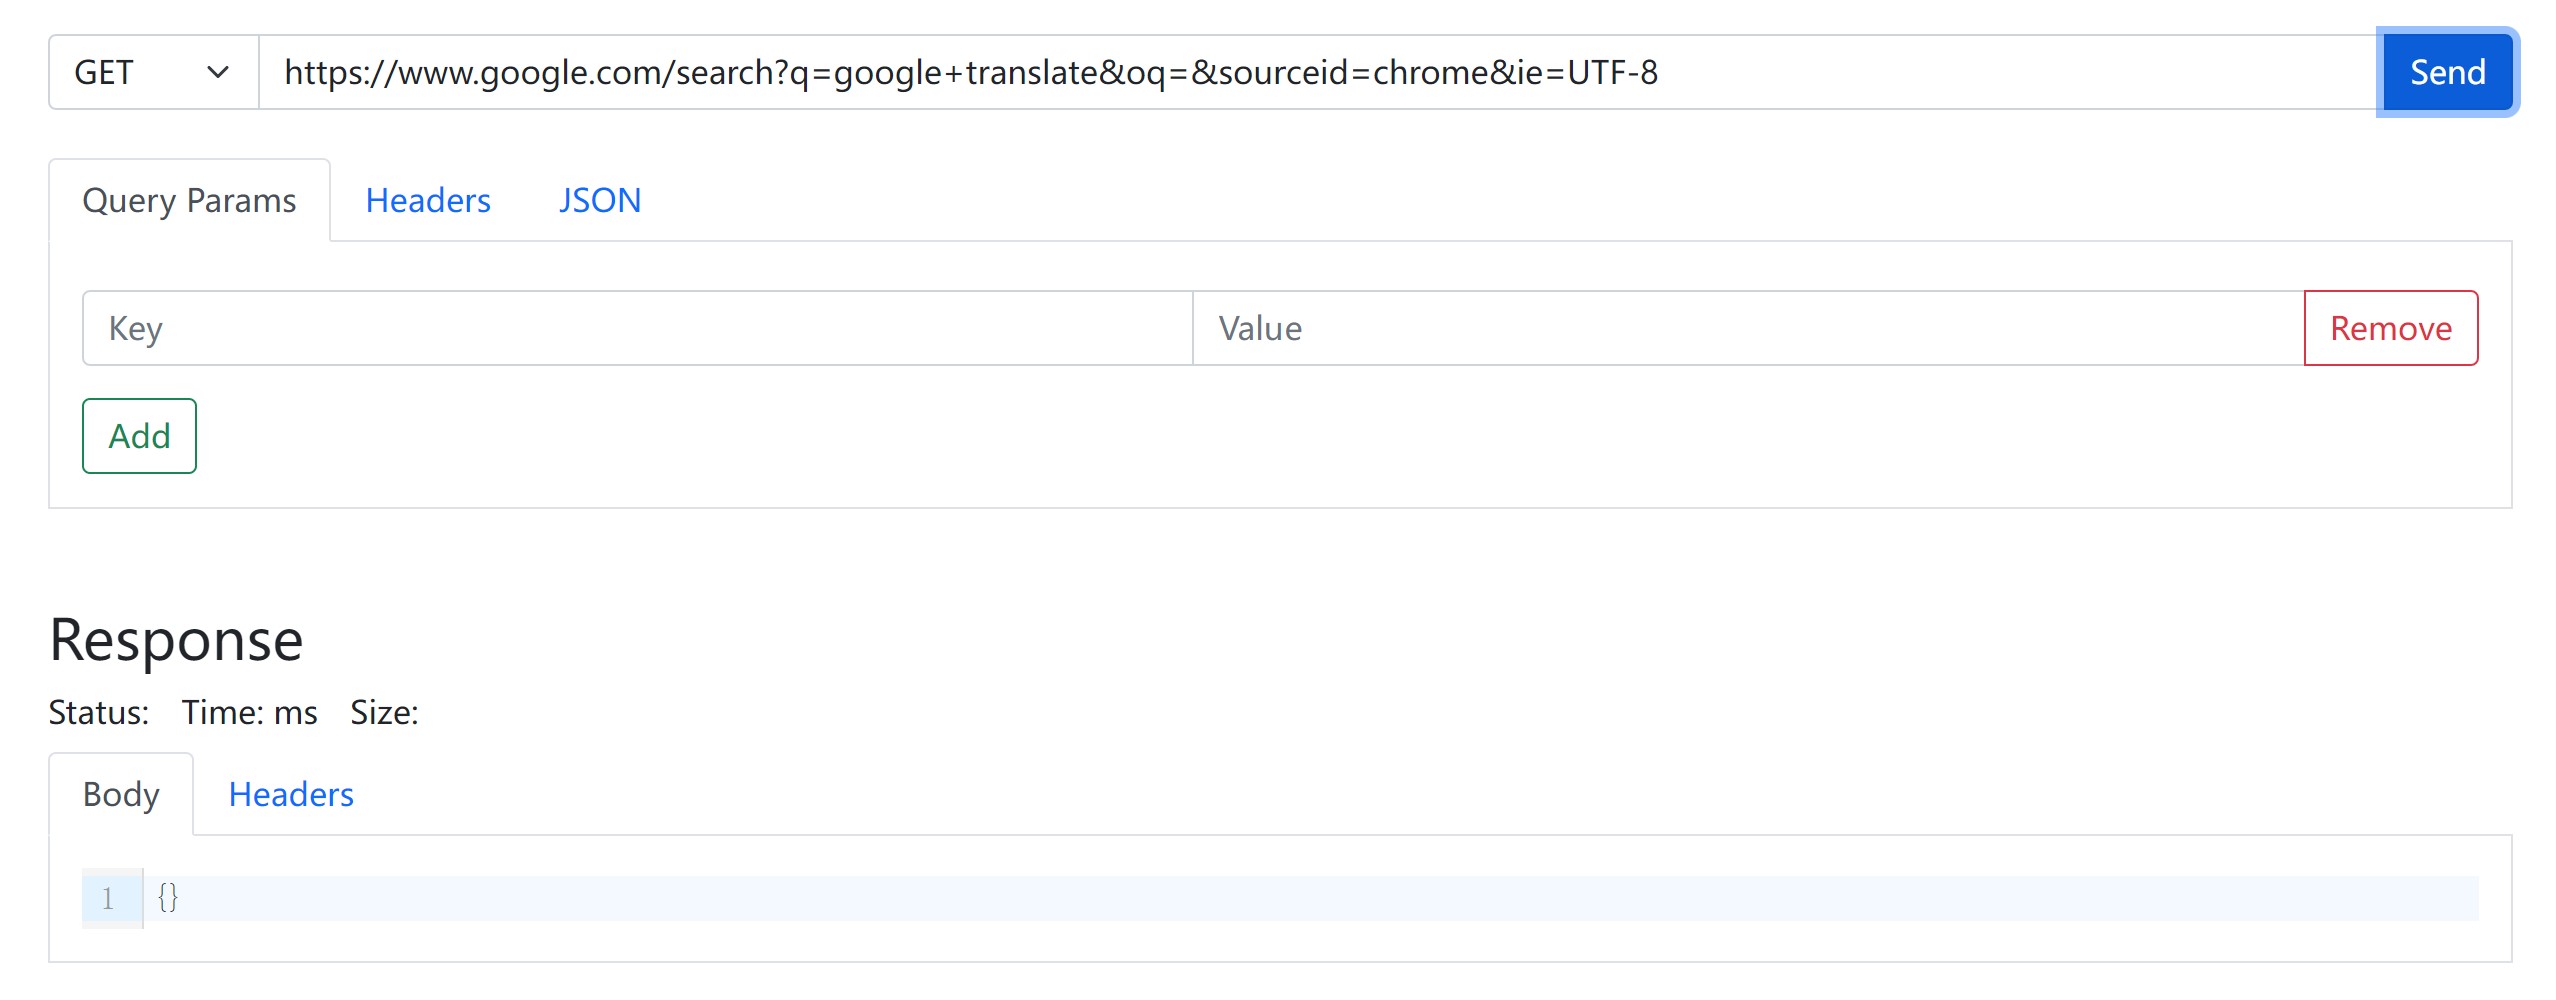 GET https://www.google.com/search?q=google+translate&oq=&sourceid=chrome&ie=UTF-8 Send
Query Params Headers JSON
Key Value Remove
Add
Response
Status: Time: ms Size:
Body Headers
1 {}